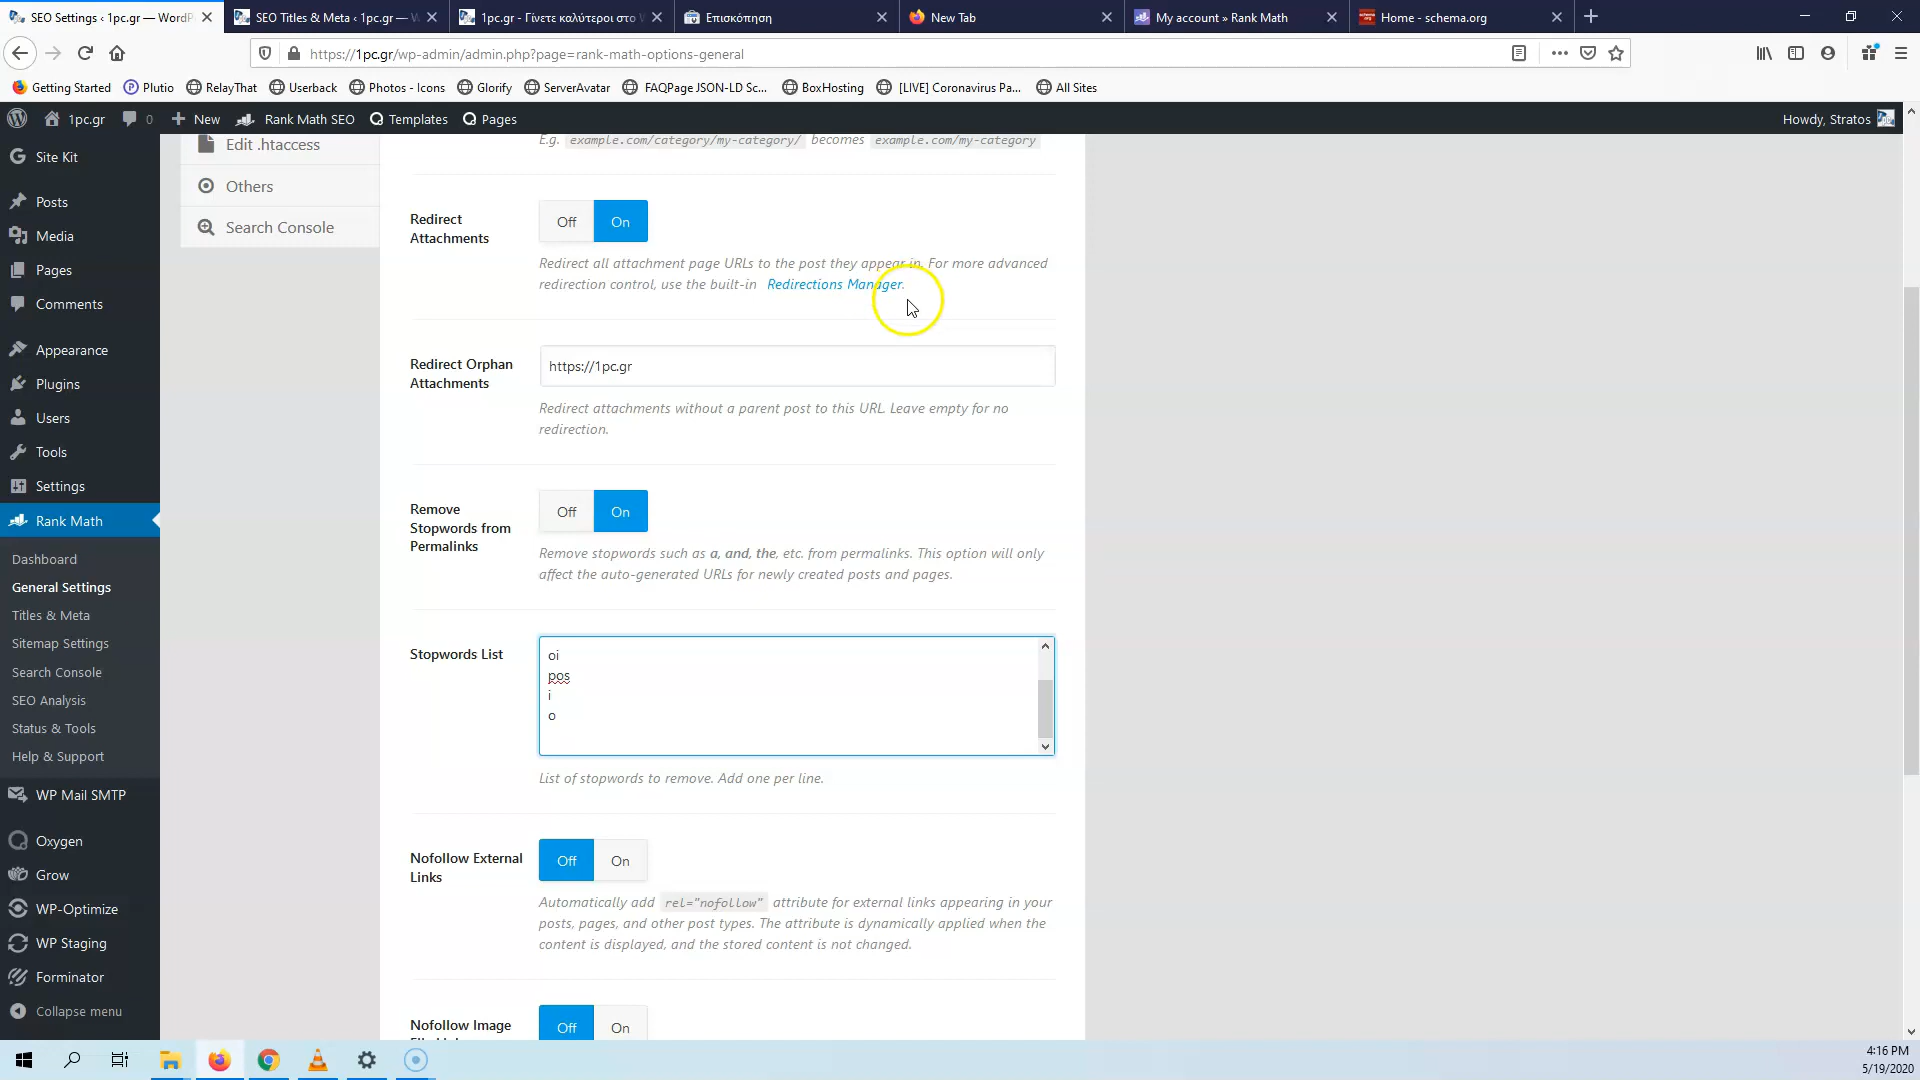 SEO Settings ‹ 1pc.gr — WordP
SEO Titles & Meta ‹ 1pc.gr — W
1pc.gr - Γίνετε καλύτεροι στο W
Επισκόπηση
New Tab
My account » Rank Math
Home - schema.org
https://1pc.gr/wp-admin/admin.php?page=rank-math-options-general
Getting Started
Plutio
RelayThat
Userback
Photos - Icons
Glorify
ServerAvatar
FAQPage JSON-LD Sc...
BoxHosting
[LIVE] Coronavirus Pa...
All Sites
1pc.gr
0
New
Rank Math SEO
Templates
Pages
Howdy, Stratos
Site Kit
Posts
Media
Pages
Comments
Appearance
Plugins
Users
Tools
Settings
Rank Math
Dashboard
General Settings
Titles & Meta
Sitemap Settings
Search Console
SEO Analysis
Status & Tools
Help & Support
WP Mail SMTP
Oxygen
Grow
WP-Optimize
WP Staging
Forminator
Collapse menu
Edit .htaccess
Others
Search Console
E.g. example.com/category/my-category/ becomes example.com/my-category
Redirect
Attachments
Off On
Redirect all attachment page URLs to the post they appear in. For more advanced
redirection control, use the built-in Redirections Manager.
Redirect Orphan
Attachments
https://1pc.gr
Redirect attachments without a parent post to this URL. Leave empty for no
redirection.
Remove
Stopwords from
Permalinks
Off On
Remove stopwords such as a, and, the, etc. from permalinks. This option will only
affect the auto-generated URLs for newly created posts and pages.
Stopwords List
oi
pos
i
o
List of stopwords to remove. Add one per line.
Nofollow External
Links
Off On
Automatically add rel="nofollow" attribute for external links appearing in your
posts, pages, and other post types. The attribute is dynamically applied when the
content is displayed, and the stored content is not changed.
Nofollow Image
Off On
4:16 PM
5/19/2020